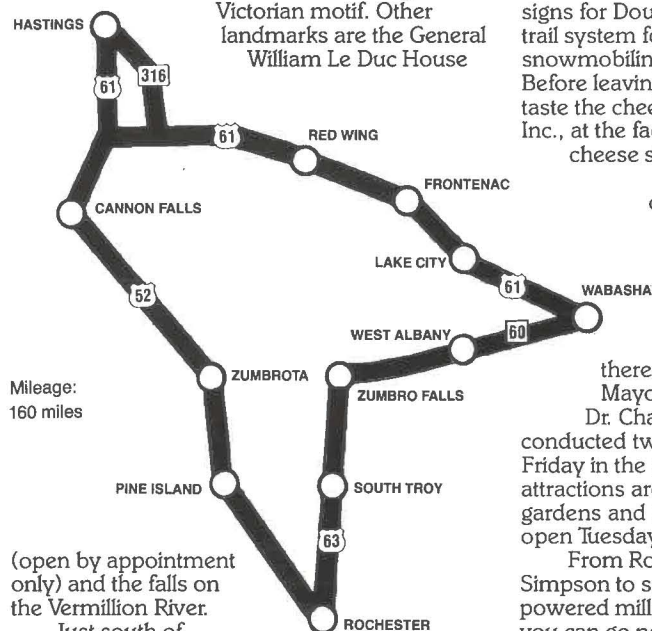 Victorian motif. Other
landmarks are the General
William Le Duc House
HASTINGS
316
61
61
RED WING
FRONTENAC
CANNON FALLS
LAKE CITY
61
WABASHA
52
60
WEST ALBANY
ZUMBROTA
ZUMBRO FALLS
Mileage:
160 miles
PINE ISLAND
SOUTH TROY
63
ROCHESTER
(open by appointment
only) and the falls on
the Vermillion River.
Just south of
signs for Dou
trail system fo
snowmobilin
Before leavin
taste the chee
Inc., at the fa
cheese s
there
Mayo
Dr. Cha
conducted tw
Friday in the
attractions ar
gardens and
open Tuesday
From Ro
Simpson to s
powered mill